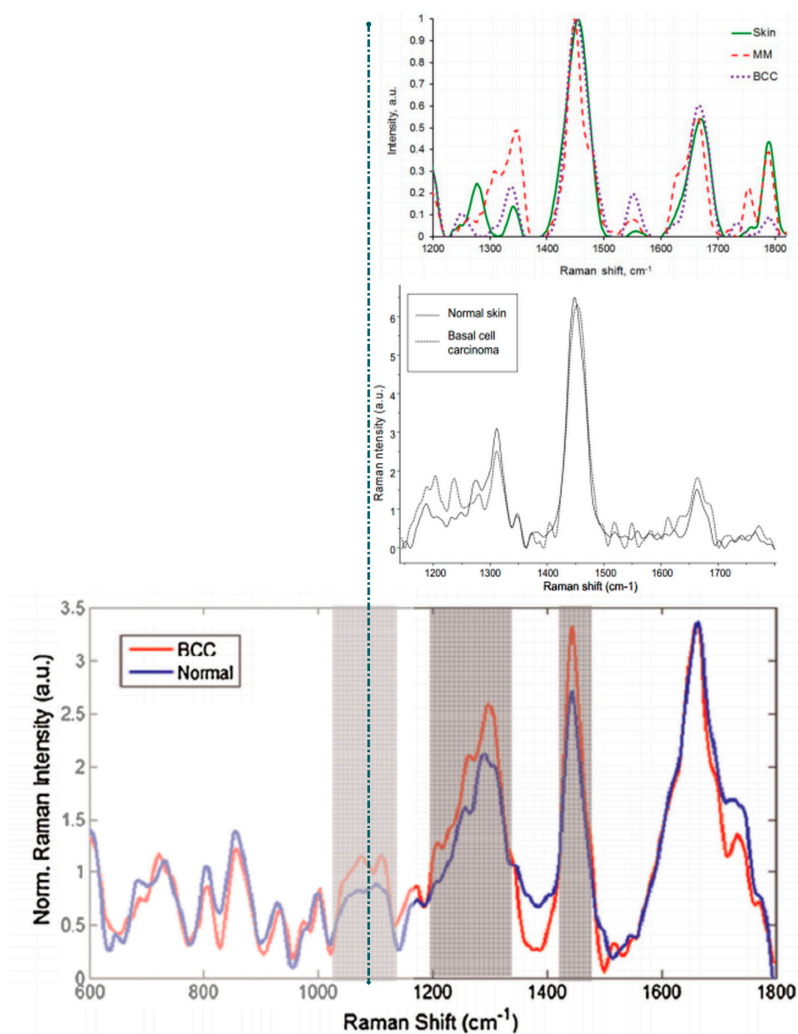 1
0.9
0.8
0.7
0.6
0.5
0.4
0.3
0.2
0.1
0
Intensity, a.u.
Skin
MM
BCC
1200 1300 1400 1500 1600 1700 1800
Raman shift, cm⁻¹
Normal skin
Basal cell
carcinoma
6
5
4
3
2
1
0
Raman ntensity (a.u.)
1200 1300 1400 1500 1600 1700
Raman shift (cm-1)
3.5
3
2.5
2
1.5
1
0.5
0
Norm. Raman Intensity (a.u.)
BCC
Normal
600 800 1000 1200 1400 1600 1800
Raman Shift (cm⁻¹)